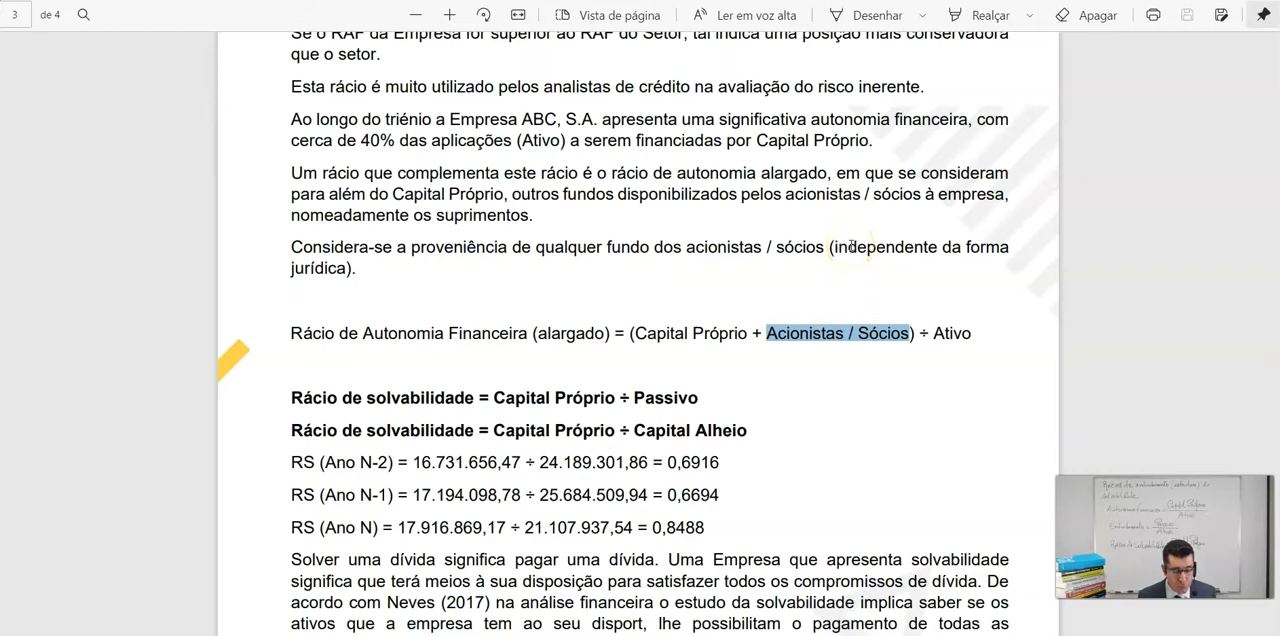 3 de 4 Vista de página Ler em voz alta Desenhar Realçar Apagar
Se o RAF da Empresa for superior ao RAF do Setor, tal indica uma posição mais conservadora
que o setor.
Esta rácio é muito utilizado pelos analistas de crédito na avaliação do risco inerente.
Ao longo do triénio a Empresa ABC, S.A. apresenta uma significativa autonomia financeira, com
cerca de 40% das aplicações (Ativo) a serem financiadas por Capital Próprio.
Um rácio que complementa este rácio é o rácio de autonomia alargado, em que se consideram
para além do Capital Próprio, outros fundos disponibilizados pelos acionistas / sócios à empresa,
nomeadamente os suprimentos.
Considera-se a proveniência de qualquer fundo dos acionistas / sócios (independente da forma
jurídica).
Rácio de Autonomia Financeira (alargado) = (Capital Próprio + Acionistas / Sócios) ÷ Ativo
Rácio de solvabilidade = Capital Próprio ÷ Passivo
Rácio de solvabilidade = Capital Próprio ÷ Capital Alheio
RS (Ano N-2) = 16.731.656,47 ÷ 24.189.301,86 = 0,6916
RS (Ano N-1) = 17.194.098,78 ÷ 25.684.509,94 = 0,6694
RS (Ano N) = 17.916.869,17 ÷ 21.107.937,54 = 0,8488
Solver uma dívida significa pagar uma dívida. Uma Empresa que apresenta solvabilidade
significa que terá meios à sua disposição para satisfazer todos os compromissos de dívida. De
acordo com Neves (2017) na análise financeira o estudo da solvabilidade implica saber se os
ativos que a empresa tem ao seu disport, lhe possibilitam o pagamento de todas as